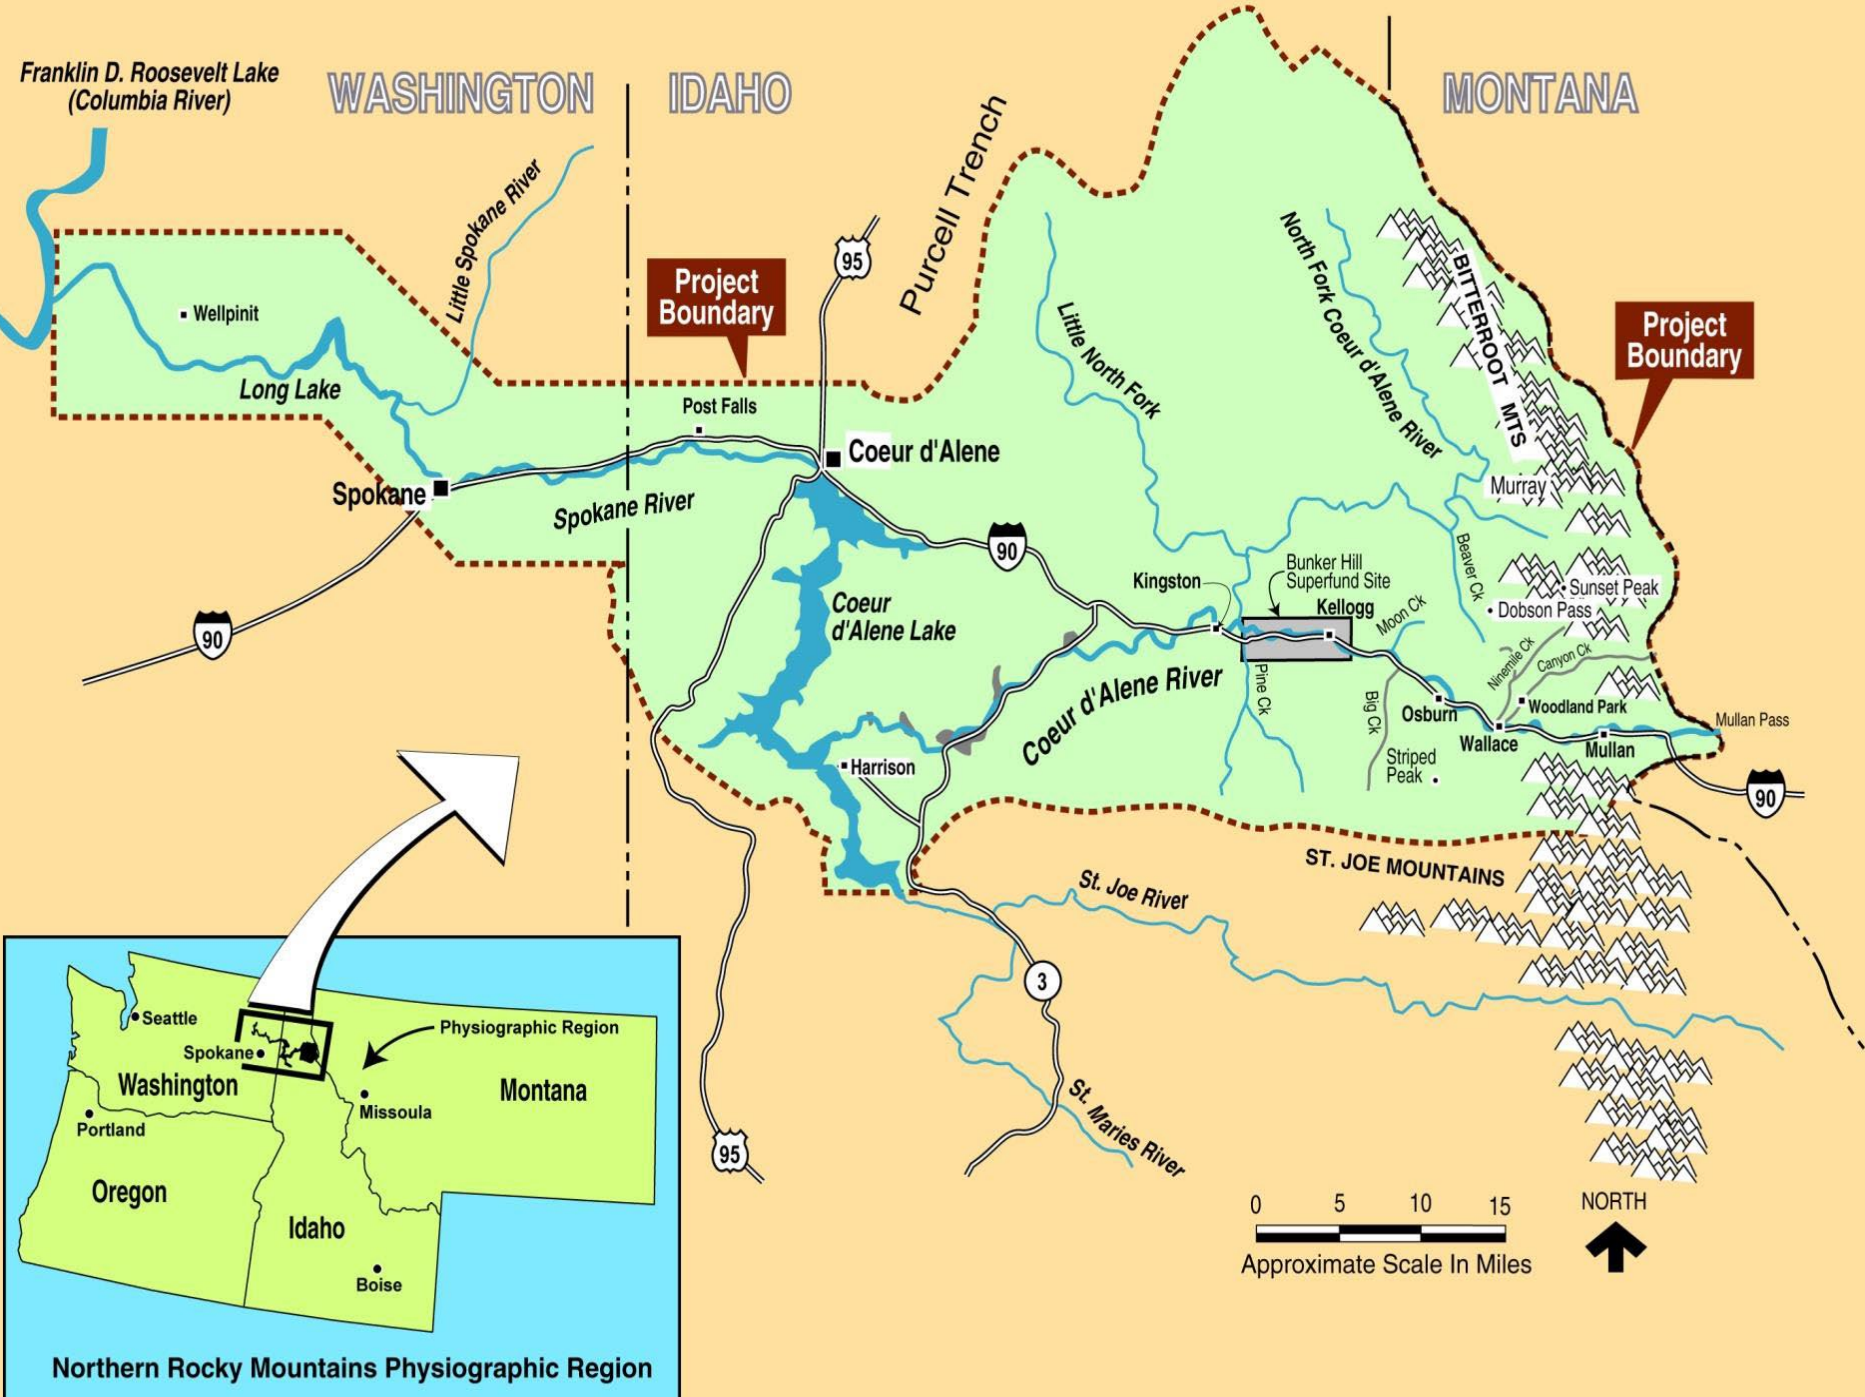 Franklin D. Roosevelt Lake
(Columbia River)
WASHINGTON
IDAHO
MONTANA
Little Spokane River
Purcell Trench
95
Project
Boundary
Wellpinit
Long Lake
Little North Fork
North Fork Coeur d'Alene River
BITTERROOT MTS
Project
Boundary
Post Falls
Coeur d'Alene
Spokane
Spokane River
Murray
90
90
Kingston
Bunker Hill
Superfund Site
Kellogg
Moon Ck
Beaver Ck
Sunset Peak
Dobson Pass
Coeur
d'Alene Lake
Ninemile Ck
Canyon Ck
Coeur d'Alene River
Pine Ck
Big Ck
Osburn
Woodland Park
Wallace
Mullan
Mullan Pass
Striped
Peak
Harrison
90
ST. JOE MOUNTAINS
St. Joe River
3
St. Maries River
95
Seattle
Spokane
Physiographic Region
Washington
Montana
Missoula
Portland
Oregon
Idaho
Boise
Northern Rocky Mountains Physiographic Region
0 5 10 15
Approximate Scale In Miles
NORTH